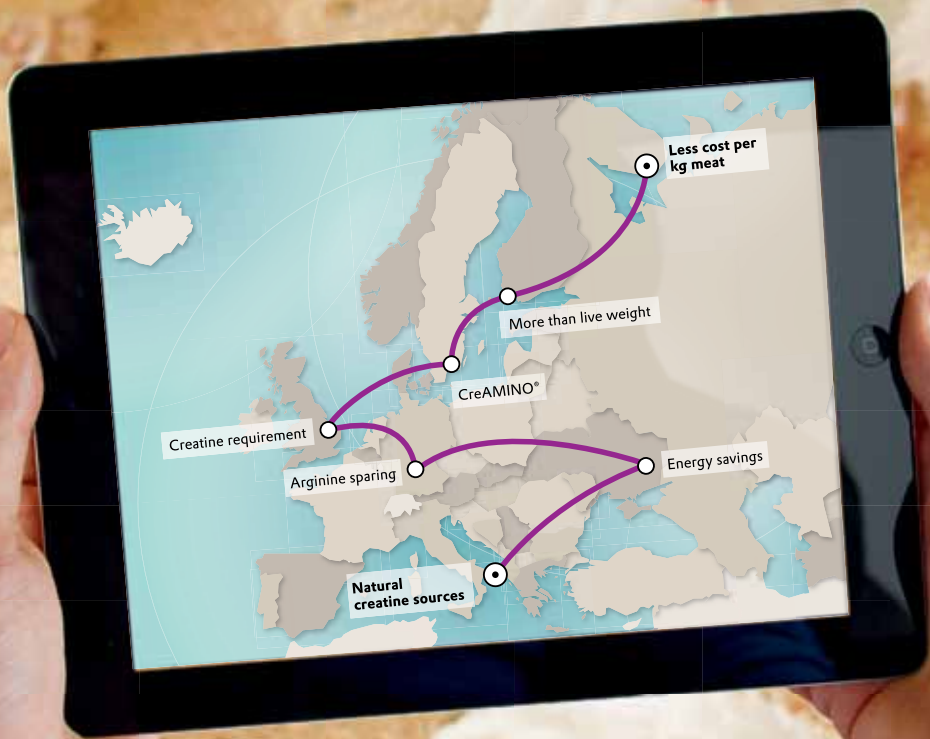 Less cost per
kg meat
More than live weight
CreAMINO®
Creatine requirement
Arginine sparing
Energy savings
Natural
creatine sources